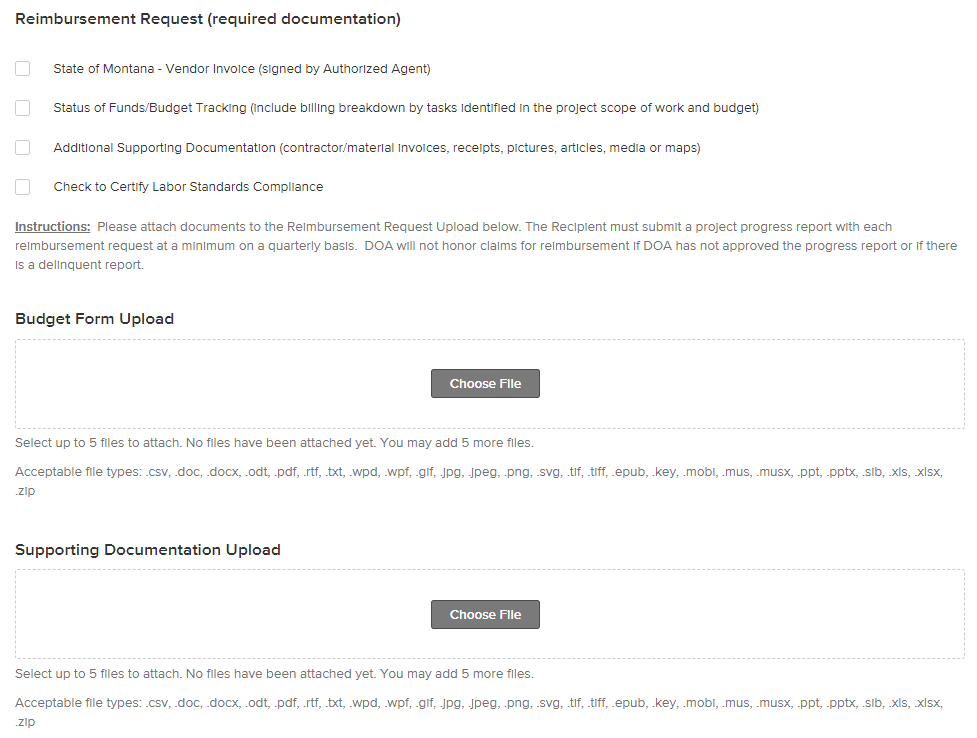 Reimbursement Request (required documentation)
State of Montana - Vendor Invoice (signed by Authorized Agent)
Status of Funds/Budget Tracking (include billing breakdown by tasks identified in the project scope of work and budget)
Additional Supporting Documentation (contractor/material invoices, receipts, pictures, articles, media or maps)
Check to Certify Labor Standards Compliance
Instructions: Please attach documents to the Reimbursement Request Upload below. The Recipient must submit a project progress report with each
reimbursement request at a minimum on a quarterly basis. DOA will not honor claims for reimbursement if DOA has not approved the progress report or if there
is a delinquent report.
Budget Form Upload
Choose File
Select up to 5 files to attach. No files have been attached yet. You may add 5 more files.
Acceptable file types: .csv, .doc, .docx, .odt, .pdf, .rtf, .txt, .wpd, .wpf, .gif, .jpg, .jpeg, .png, .svg, .tif, .tiff, .epub, .key, .mobi, .mus, .musx, .ppt, .pptx, .sib, .xls, .xlsx,
.zip
Supporting Documentation Upload
Choose File
Select up to 5 files to attach. No files have been attached yet. You may add 5 more files.
Acceptable file types: .csv, .doc, .docx, .odt, .pdf, .rtf, .txt, .wpd, .wpf, .gif, .jpg, .jpeg, .png, .svg, .tif, .tiff, .epub, .key, .mobi, .mus, .musx, .ppt, .pptx, .sib, .xls, .xlsx,
.zip